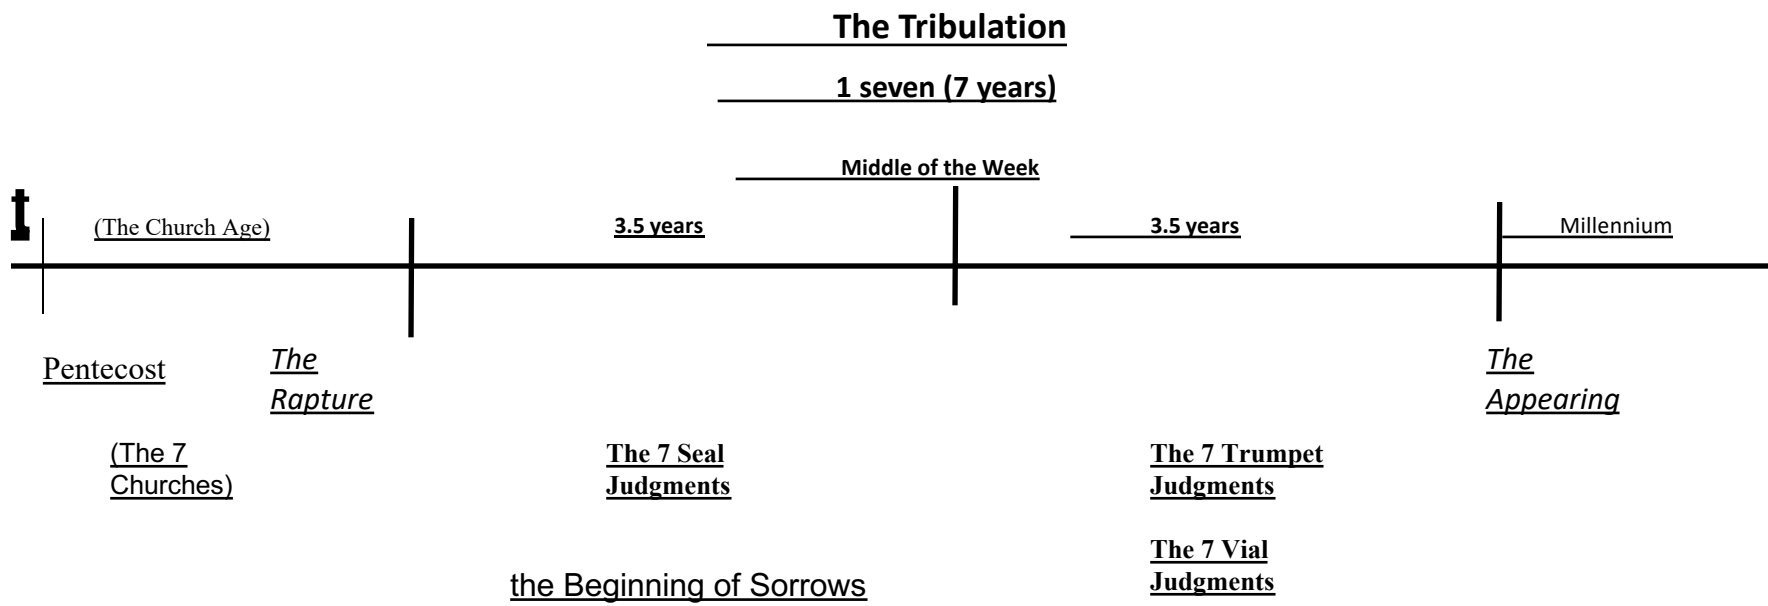 The Tribulation
1 seven (7 years)
Middle of the Week
(The Church Age)
3.5 years
3.5 years
Millennium
Pentecost
The
Rapture
The
Appearing
(The 7
Churches)
The 7 Seal
Judgments
The 7 Trumpet
Judgments
the Beginning of Sorrows
The 7 Vial
Judgments